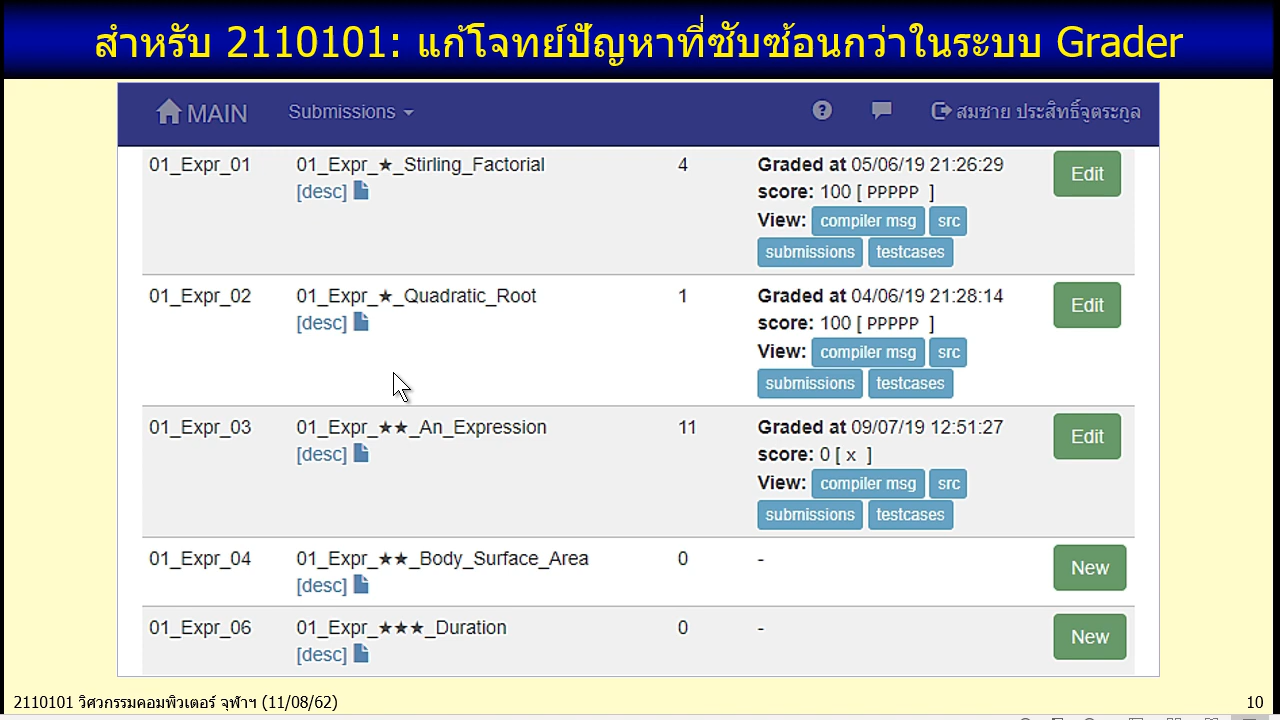 สำหรับ 2110101: แก้โจทย์ปัญหาที่ซับซ้อนกว่าในระบบ Grader
MAIN Submissions สมชาย ประสิทธิ์จูตระกูล
01_Expr_01 01_Expr_★_Stirling_Factorial 4 Graded at 05/06/19 21:26:29 Edit
[desc] score: 100 [ PPPPP ]
View: compiler msg src
submissions testcases
01_Expr_02 01_Expr_★_Quadratic_Root 1 Graded at 04/06/19 21:28:14 Edit
[desc] score: 100 [ PPPPP ]
View: compiler msg src
submissions testcases
01_Expr_03 01_Expr_★★_An_Expression 11 Graded at 09/07/19 12:51:27 Edit
[desc] score: 0 [ x ]
View: compiler msg src
submissions testcases
01_Expr_04 01_Expr_★★_Body_Surface_Area 0 - New
[desc]
01_Expr_06 01_Expr_★★★_Duration 0 - New
[desc]
2110101 วิศวกรรมคอมพิวเตอร์ จุฬาฯ (11/08/62) 10